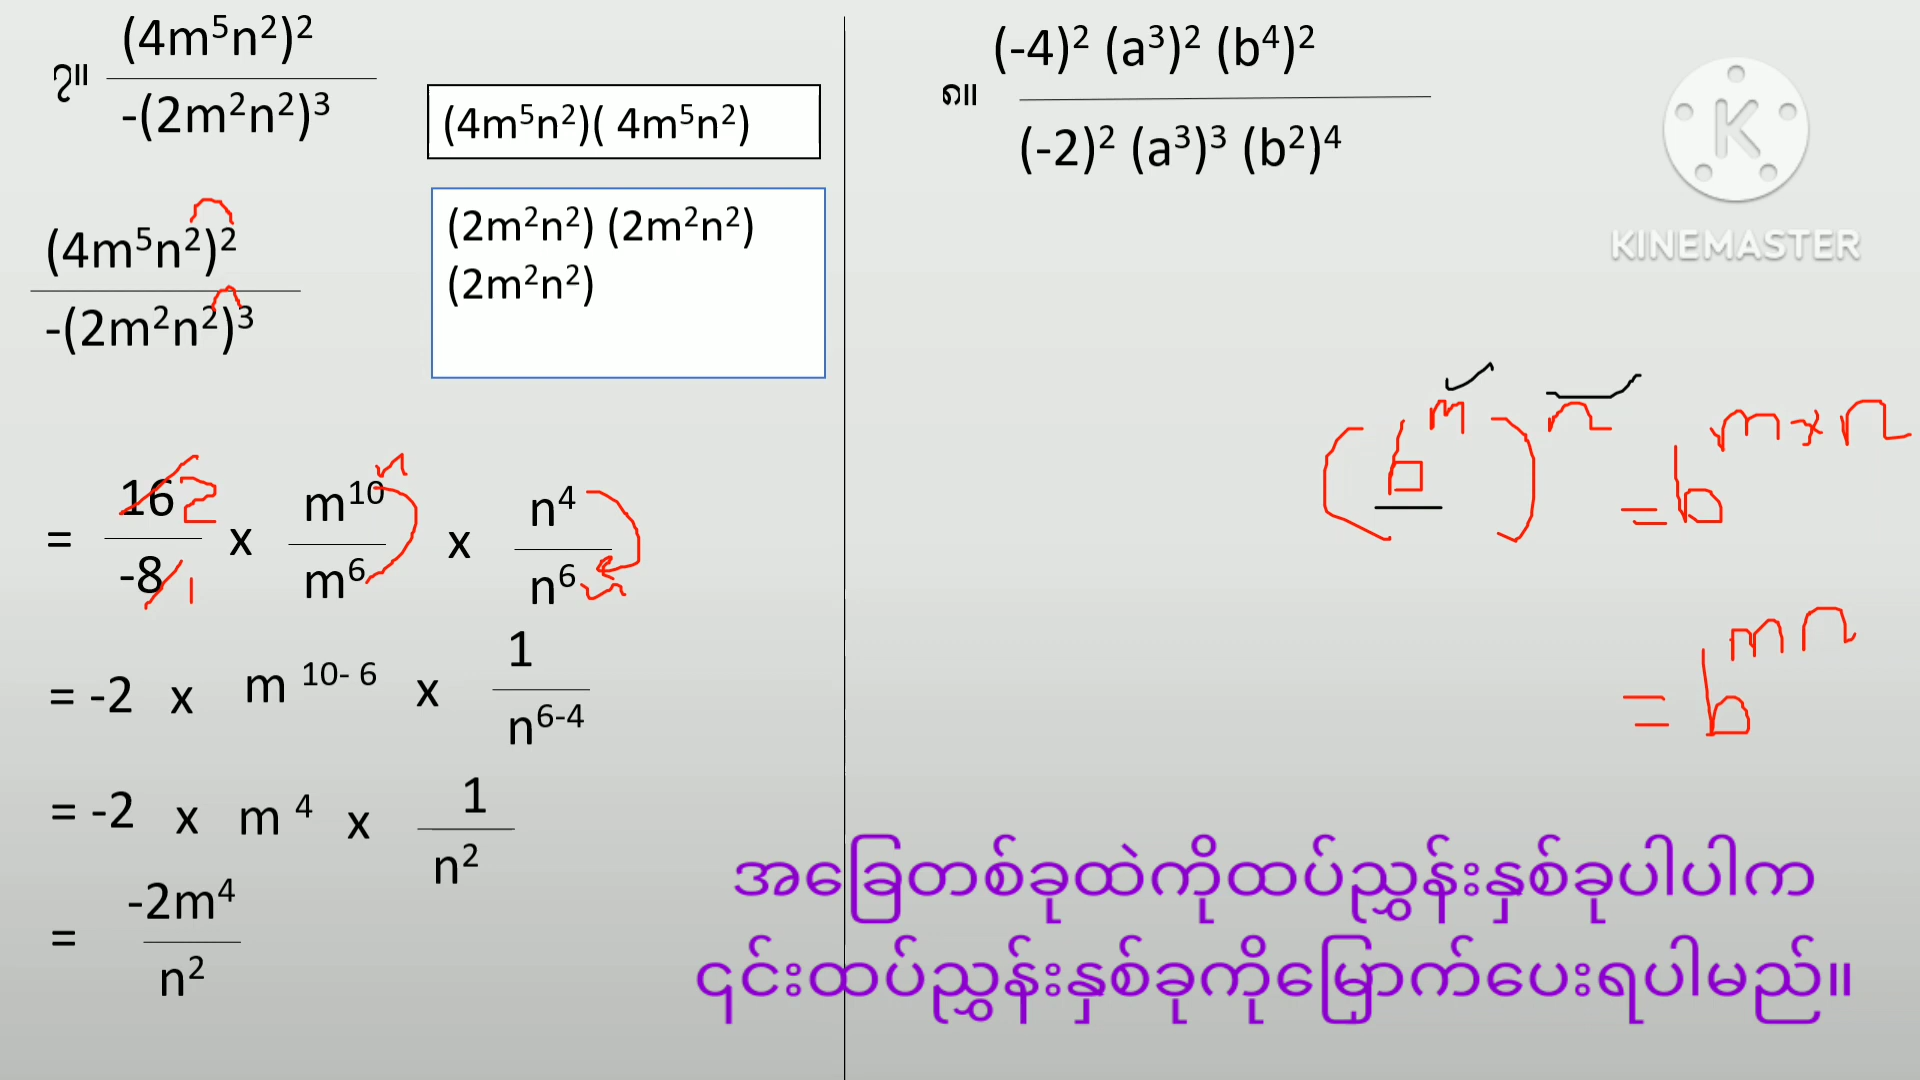 ၃။ (4m⁵n²)²
-(2m²n²)³
(4m⁵n²)( 4m⁵n²)
(4m⁵n²)²
-(2m²n²)³
(2m²n²) (2m²n²)
(2m²n²)
= 16/-8 x m¹⁰/m⁶ x n⁴/n⁶
2 1
= -2 x m ¹⁰⁻ ⁶ x 1/n⁶⁻⁴
= -2 x m ⁴ x 1/n²
= -2m⁴/n²
၈။ (-4)² (a³)² (b⁴)²
(-2)² (a³)³ (b²)⁴
K
KINEMASTER
(b^m)^n = b^(m×n)
= b^(mn)
အခြေတစ်ခုထဲကိုထပ်ညွှန်းနှစ်ခုပါပါက
၎င်းထပ်ညွှန်းနှစ်ခုကိုမြှောက်ပေးရပါမည်။